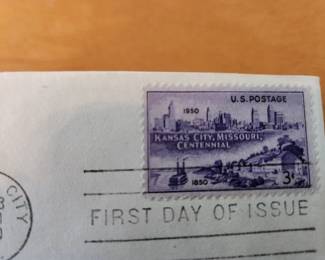 U.S. POSTAGE
1950
KANSAS CITY, MISSOURI,
CENTENNIAL
1850
3¢
CITY
FIRST DAY OF ISSUE